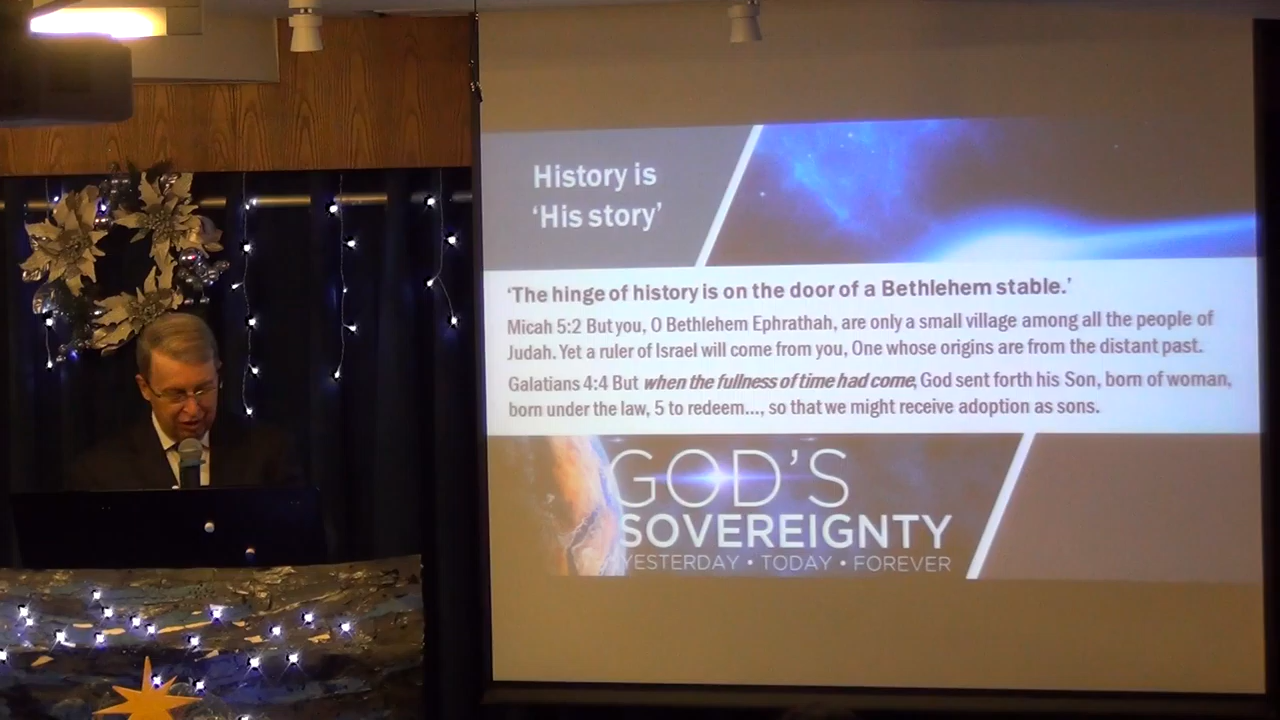 History is
‘His story’
‘The hinge of history is on the door of a Bethlehem stable.’
Micah 5:2 But you, O Bethlehem Ephrathah, are only a small village among all the people of
Judah. Yet a ruler of Israel will come from you, One whose origins are from the distant past.
Galatians 4:4 But when the fullness of time had come, God sent forth his Son, born of woman,
born under the law, 5 to redeem..., so that we might receive adoption as sons.
GOD'S
SOVEREIGNTY
YESTERDAY • TODAY • FOREVER